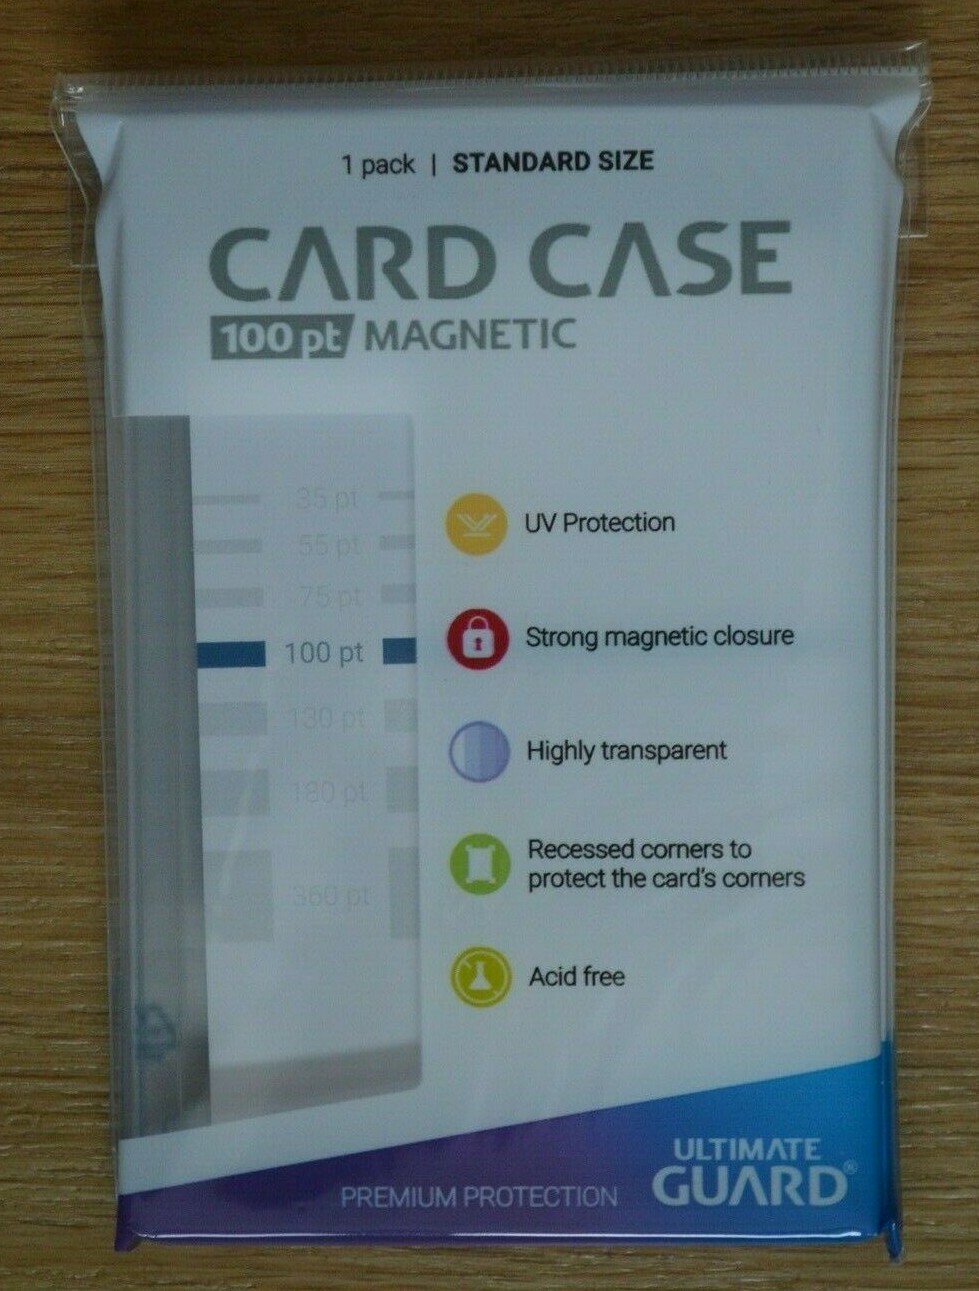 1 pack | STANDARD SIZE
CARD CASE
100 pt MAGNETIC
35 pt
55 pt
75 pt
100 pt
130 pt
180 pt
360 pt
UV Protection
Strong magnetic closure
Highly transparent
Recessed corners to
protect the card's corners
Acid free
PREMIUM PROTECTION
ULTIMATE
GUARD®